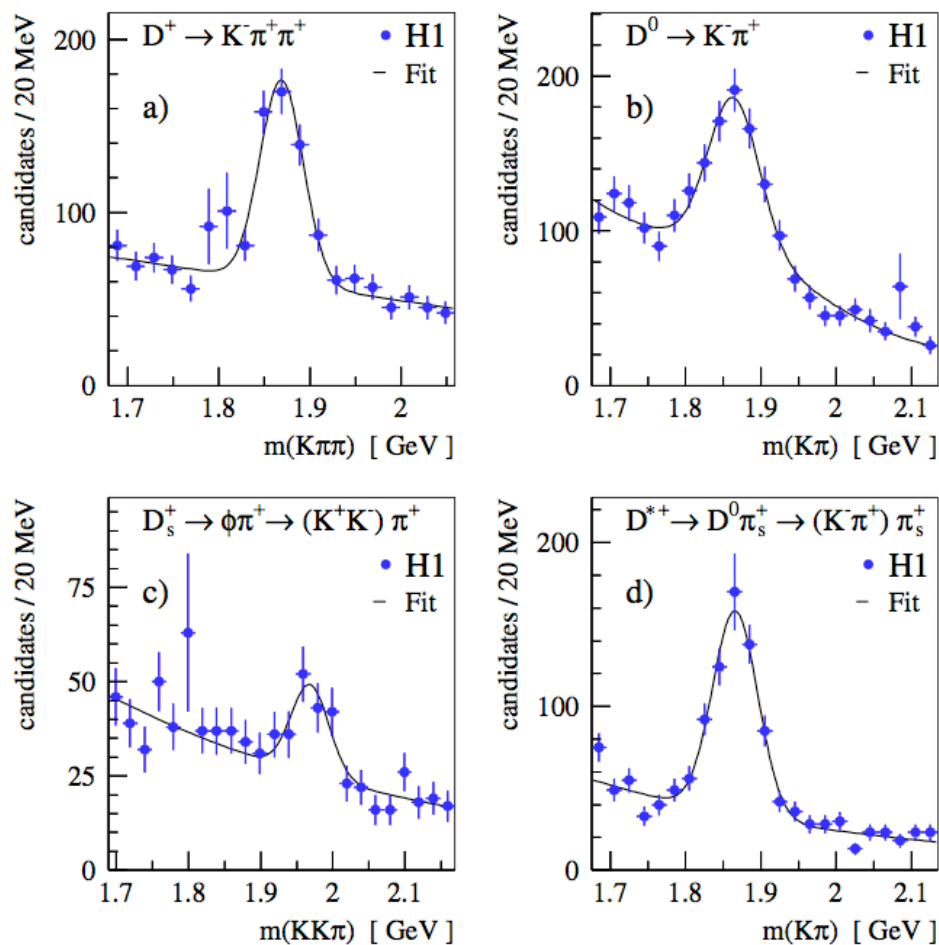 D⁺ → K⁻π⁺π⁺
H1
Fit
a)
candidates / 20 MeV
200
100
0
1.7 1.8 1.9 2
m(Kππ) [ GeV ]
D⁰ → K⁻π⁺
H1
Fit
b)
candidates / 20 MeV
200
100
0
1.7 1.8 1.9 2 2.1
m(Kπ) [ GeV ]
Dₛ⁺ → ϕπ⁺ → (K⁺K⁻) π⁺
H1
Fit
c)
candidates / 20 MeV
75
50
25
0
1.7 1.8 1.9 2 2.1
m(KKπ) [ GeV ]
D*⁺ → D⁰πₛ⁺ → (K⁻π⁺) πₛ⁺
H1
Fit
d)
candidates / 20 MeV
200
100
0
1.7 1.8 1.9 2 2.1
m(Kπ) [ GeV ]